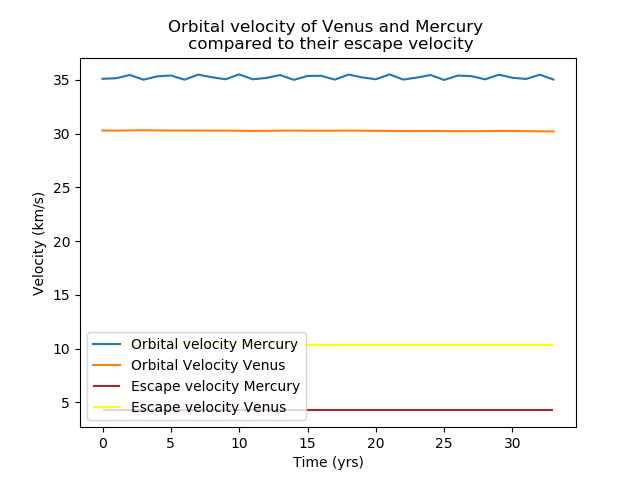 Orbital velocity of Venus and Mercury
compared to their escape velocity
35
30
25
20
15
10
5
Velocity (km/s)
Orbital velocity Mercury
Orbital Velocity Venus
Escape velocity Mercury
Escape velocity Venus
0 5 10 15 20 25 30
Time (yrs)